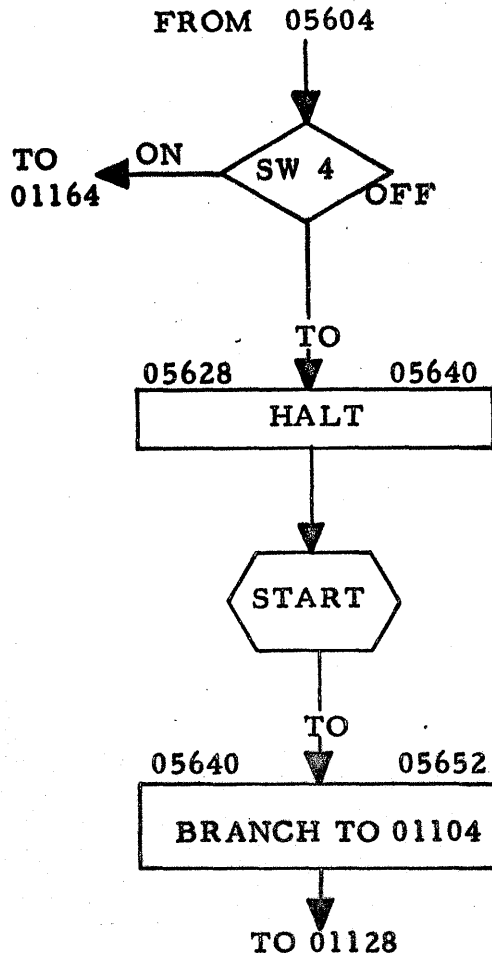 FROM 05604
TO ON SW 4
01164 OFF
TO
05628 05640
HALT
START
TO
05640 05652
BRANCH TO 01104
TO 01128